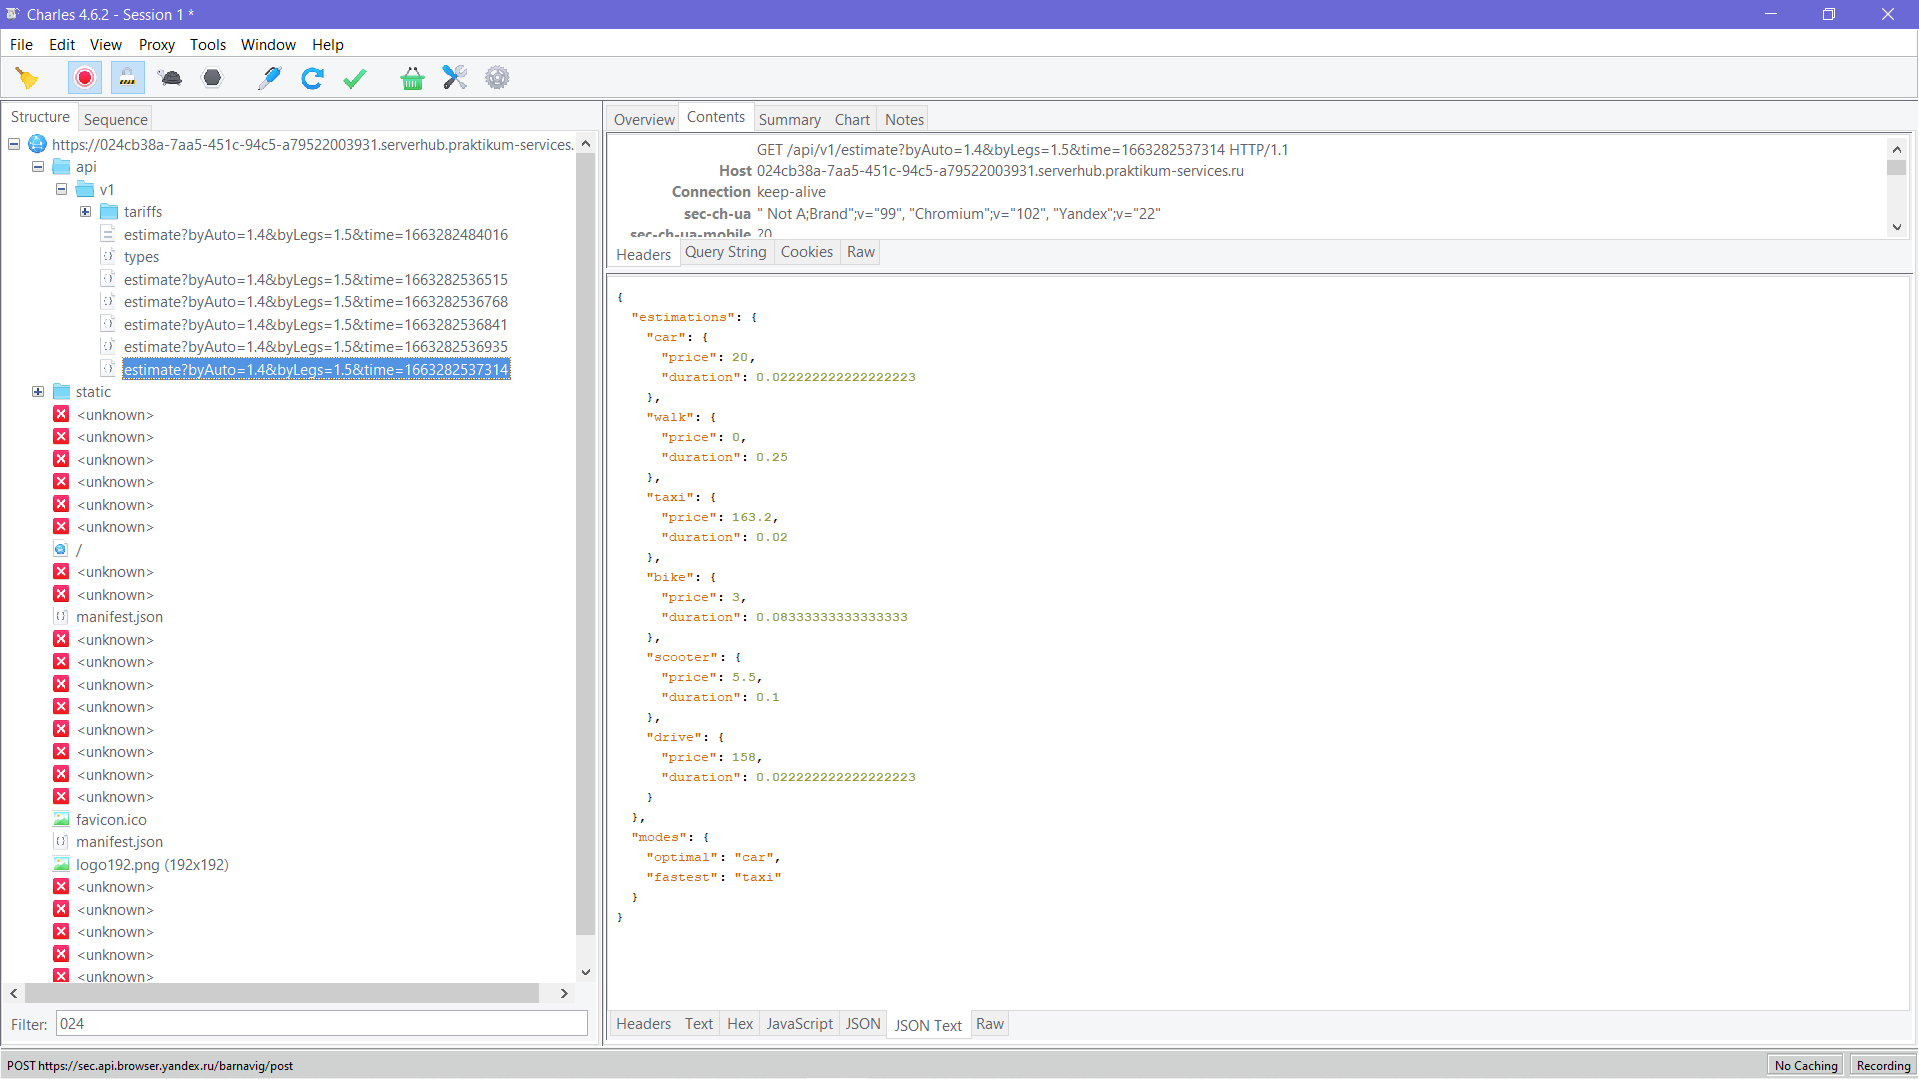 Charles 4.6.2 - Session 1 *
File Edit View Proxy Tools Window Help
Structure Sequence
https://024cb38a-7aa5-451c-94c5-a79522003931.serverhub.praktikum-services.
api
v1
tariffs
estimate?byAuto=1.4&byLegs=1.5&time=1663282484016
types
estimate?byAuto=1.4&byLegs=1.5&time=1663282536515
estimate?byAuto=1.4&byLegs=1.5&time=1663282536768
estimate?byAuto=1.4&byLegs=1.5&time=1663282536841
estimate?byAuto=1.4&byLegs=1.5&time=1663282536935
estimate?byAuto=1.4&byLegs=1.5&time=1663282537314
static
<unknown>
<unknown>
<unknown>
<unknown>
<unknown>
<unknown>
/
<unknown>
<unknown>
manifest.json
<unknown>
<unknown>
<unknown>
<unknown>
<unknown>
<unknown>
<unknown>
<unknown>
favicon.ico
manifest.json
logo192.png (192x192)
<unknown>
<unknown>
<unknown>
<unknown>
<unknown>
Filter: 024
Overview Contents Summary Chart Notes
GET /api/v1/estimate?byAuto=1.4&byLegs=1.5&time=1663282537314 HTTP/1.1
Host 024cb38a-7aa5-451c-94c5-a79522003931.serverhub.praktikum-services.ru
Connection keep-alive
sec-ch-ua " Not A;Brand";v="99", "Chromium";v="102", "Yandex";v="22"
sec-ch-ua-mobile ?0
Headers Query String Cookies Raw
{
"estimations": {
"car": {
"price": 20,
"duration": 0.022222222222222223
},
"walk": {
"price": 0,
"duration": 0.25
},
"taxi": {
"price": 163.2,
"duration": 0.02
},
"bike": {
"price": 3,
"duration": 0.08333333333333333
},
"scooter": {
"price": 5.5,
"duration": 0.1
},
"drive": {
"price": 158,
"duration": 0.022222222222222223
}
},
"modes": {
"optimal": "car",
"fastest": "taxi"
}
}
Headers Text Hex JavaScript JSON JSON Text Raw
POST https://sec.api.browser.yandex.ru/barnavig/post
No Caching Recording